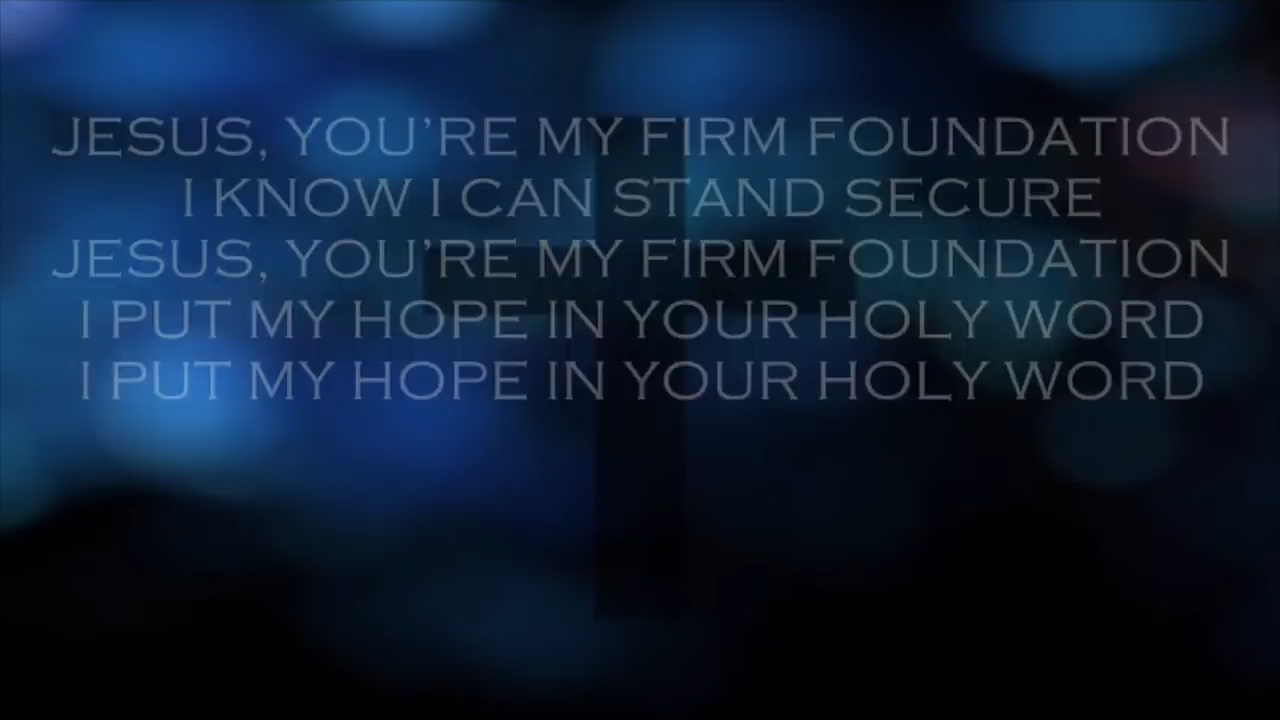 JESUS, YOU'RE MY FIRM FOUNDATION
I KNOW I CAN STAND SECURE
JESUS, YOU'RE MY FIRM FOUNDATION
I PUT MY HOPE IN YOUR HOLY WORD
I PUT MY HOPE IN YOUR HOLY WORD